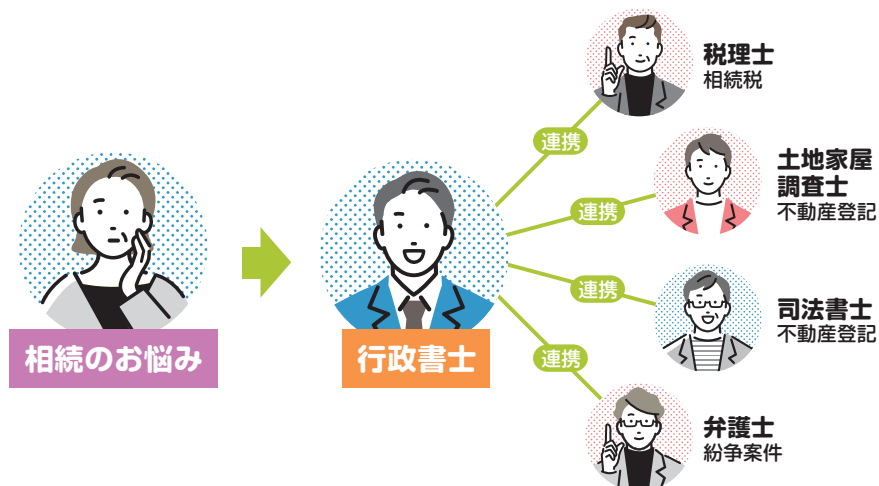 相続のお悩み
行政書士
連携
税理士
相続税
連携
土地家屋
調査士
不動産登記
連携
司法書士
不動産登記
連携
弁護士
紛争案件